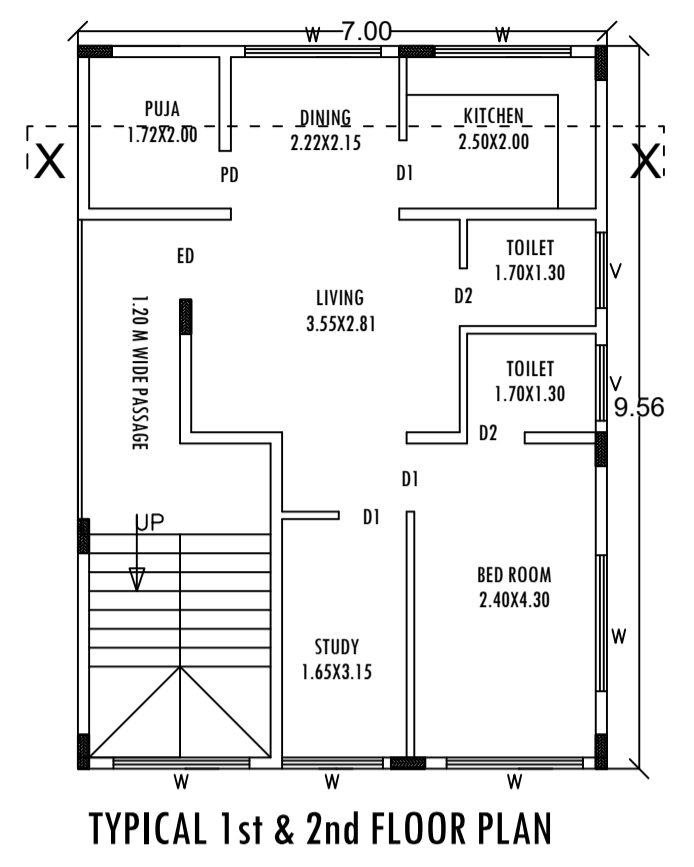 W 7.00 W
PUJA
1.72X2.00
DINING
2.22X2.15
KITCHEN
2.50X2.00
X X
PD
D1
ED
TOILET
1.70X1.30
V
D2
LIVING
3.55X2.81
1.20 M WIDE PASSAGE
TOILET
1.70X1.30
V
9.56
D2
D1
UP
D1
BED ROOM
2.40X4.30
W
STUDY
1.65X3.15
W W W
TYPICAL 1st & 2nd FLOOR PLAN